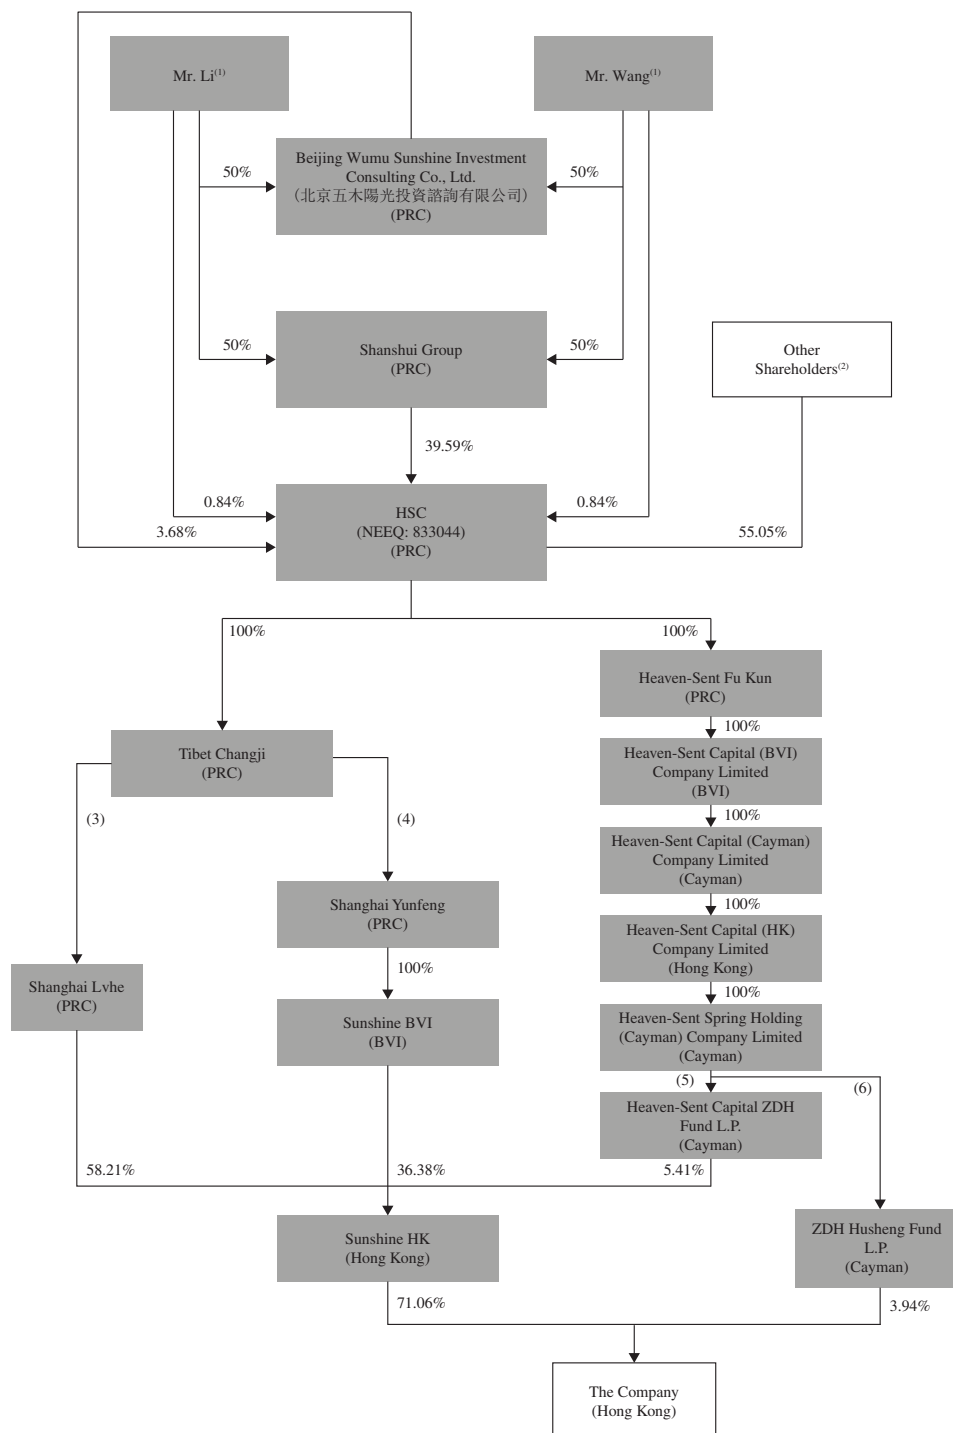 Mr. Li(1)
Mr. Wang(1)
Beijing Wumu Sunshine Investment
Consulting Co., Ltd.
(北京五木陽光投資諮詢有限公司)
(PRC)
50%
50%
Shanshui Group
(PRC)
50%
50%
Other
Shareholders(2)
39.59%
HSC
(NEEQ: 833044)
(PRC)
0.84%
0.84%
3.68%
55.05%
100%
100%
Heaven-Sent Fu Kun
(PRC)
100%
Tibet Changji
(PRC)
Heaven-Sent Capital (BVI)
Company Limited
(BVI)
100%
(3)
(4)
Heaven-Sent Capital (Cayman)
Company Limited
(Cayman)
100%
Shanghai Yunfeng
(PRC)
100%
Heaven-Sent Capital (HK)
Company Limited
(Hong Kong)
100%
Shanghai Lvhe
(PRC)
Sunshine BVI
(BVI)
Heaven-Sent Spring Holding
(Cayman) Company Limited
(Cayman)
(5)
(6)
Heaven-Sent Capital ZDH
Fund L.P.
(Cayman)
58.21%
36.38%
5.41%
Sunshine HK
(Hong Kong)
ZDH Husheng Fund
L.P.
(Cayman)
71.06%
3.94%
The Company
(Hong Kong)